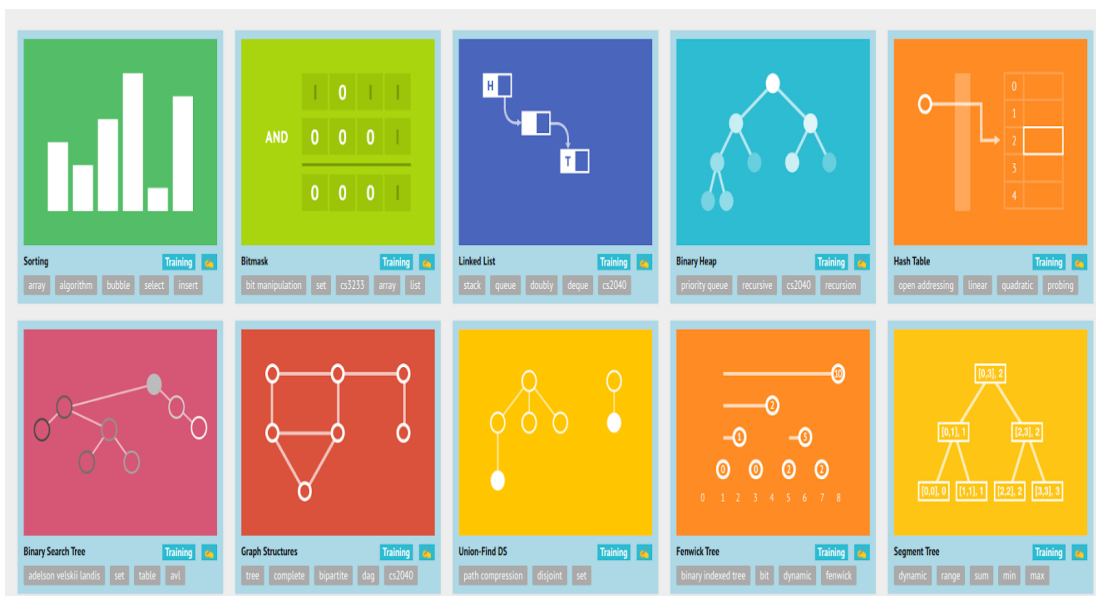 I 0 I I
AND 0 0 0 I
0 0 0 I
H
T
0
1
2
3
4
Sorting Training
array algorithm bubble select insert
Bitmask Training
bit manipulation set cs3233 array list
Linked List Training
stack queue doubly deque cs2040
Binary Heap Training
priority queue recursive cs2040 recursion
Hash Table Training
open addressing linear quadratic probing
10
2
1 5
0 0 2 2
0 1 2 3 4 5 6 7 8
[0,3], 2
[0,1], 1 [2,3], 2
[0,0], 0 [1,1], 1 [2,2], 2 [3,3], 3
Binary Search Tree Training
adelson velskii landis set table avl
Graph Structures Training
tree complete bipartite dag cs2040
Union-Find DS Training
path compression disjoint set
Fenwick Tree Training
binary indexed tree bit dynamic fenwick
Segment Tree Training
dynamic range sum min max